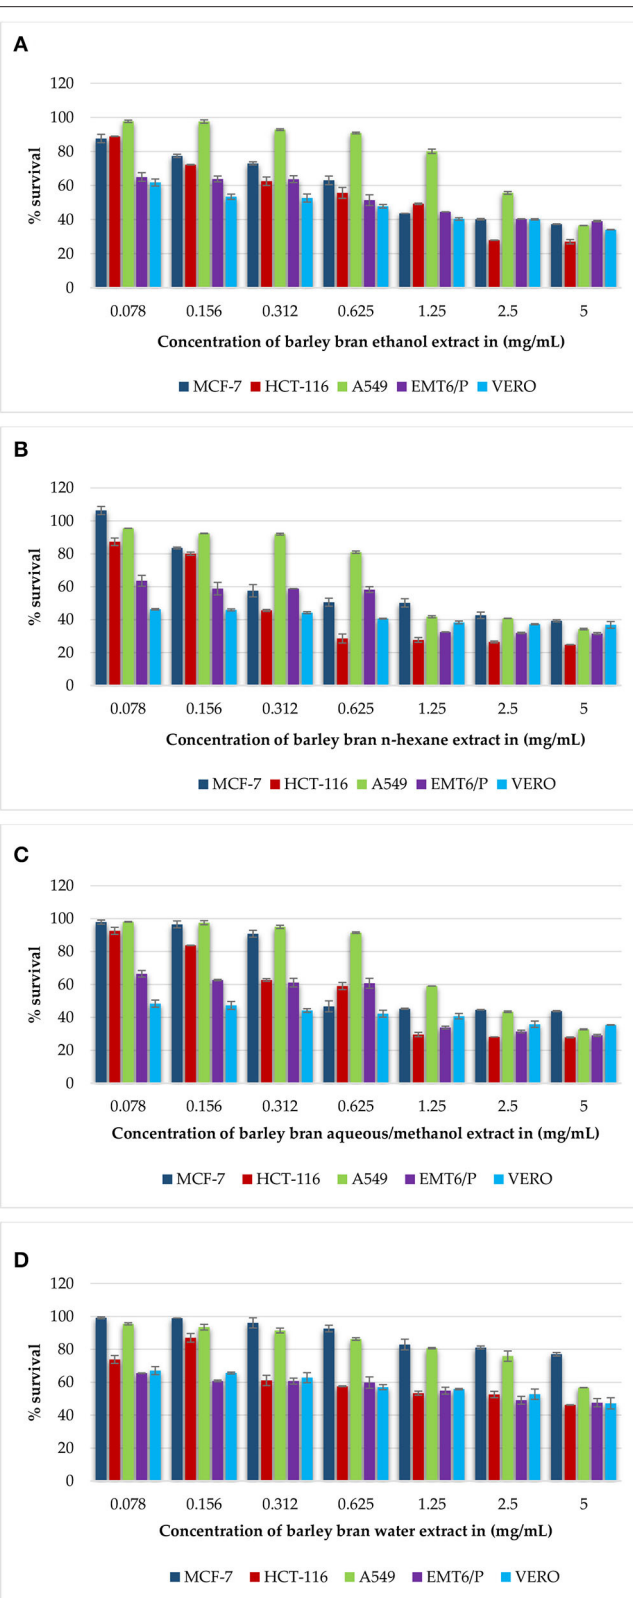 A
120
100
80
60
40
20
0
% survival
0.078 0.156 0.312 0.625 1.25 2.5 5
Concentration of barley bran ethanol extract in (mg/mL)
MCF-7 HCT-116 A549 EMT6/P VERO
B
120
100
80
60
40
20
0
% survival
0.078 0.156 0.312 0.625 1.25 2.5 5
Concentration of barley bran n-hexane extract in (mg/mL)
MCF-7 HCT-116 A549 EMT6/P VERO
C
120
100
80
60
40
20
0
% survival
0.078 0.156 0.312 0.625 1.25 2.5 5
Concentration of barley bran aqueous/methanol extract in (mg/mL)
MCF-7 HCT-116 A549 EMT6/P VERO
D
120
100
80
60
40
20
0
% survival
0.078 0.156 0.312 0.625 1.25 2.5 5
Concentration of barley bran water extract in (mg/mL)
MCF-7 HCT-116 A549 EMT6/P VERO